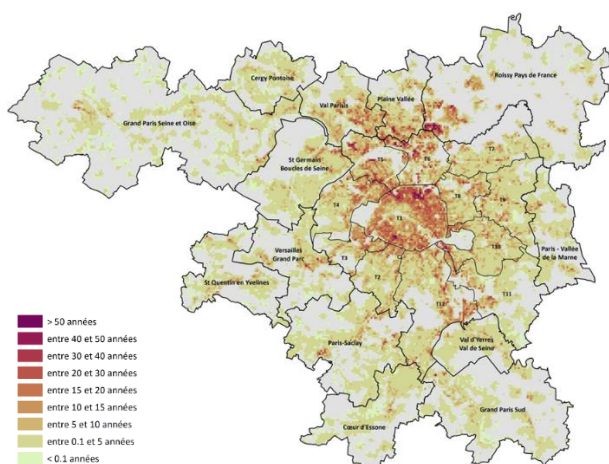 Cergy Pontoise
Roissy Pays de France
Plaine Vallée
Val Parisis
Grand Paris Seine et Oise
T7
T5
T6
St Germain
Boucles de Seine
T8
T9
T4
T1
Paris - Vallée
de la Marne
Versailles
Grand Parc
T10
T3
T2
St Quentin en Yvelines
T11
T12
> 50 années
entre 40 et 50 années
entre 30 et 40 années
entre 20 et 30 années
entre 15 et 20 années
entre 10 et 15 années
entre 5 et 10 années
entre 0.1 et 5 années
< 0.1 années
Paris-Saclay
Val d'Yerres
Val de Seine
Grand Paris Sud
Cœur d'Essone